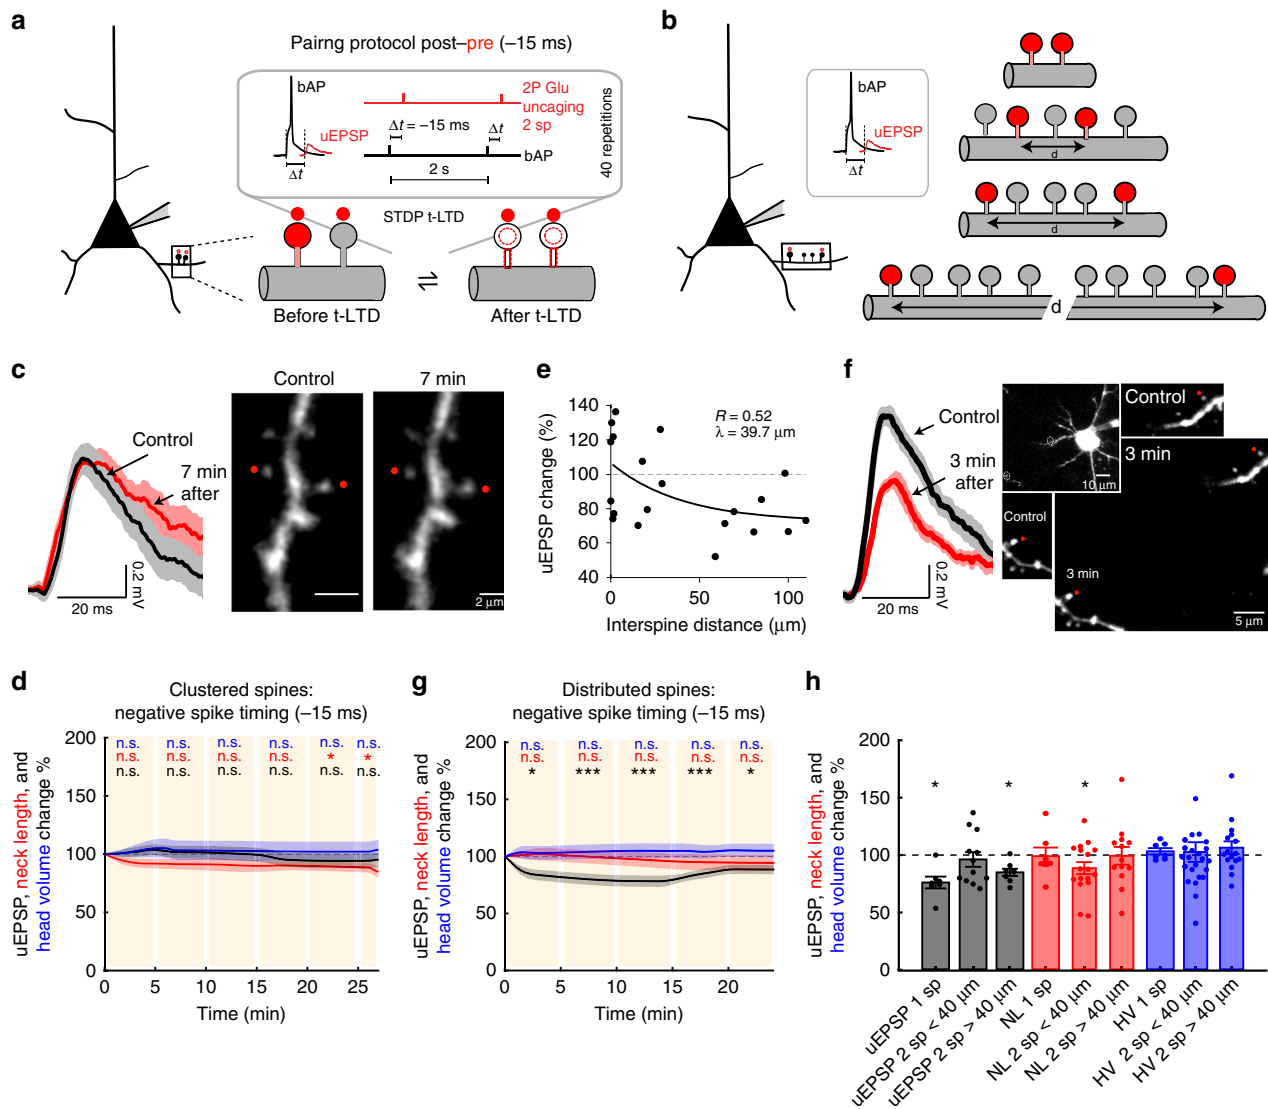 a
Pairng protocol post–pre (–15 ms)
bAP
uEPSP
Δt
2P Glu
uncaging
2 sp
Δt = –15 ms
Δt
bAP
2 s
40 repetitions
STDP t-LTD
Before t-LTD
⇌
After t-LTD
b
bAP
uEPSP
Δt
d
d
d
c
Control
7 min
after
0.2 mV
20 ms
Control
7 min
2 µm
e
uEPSP change (%)
140
120
100
80
60
40
R = 0.52
λ = 39.7 µm
0
50
100
Interspine distance (µm)
f
Control
3 min
after
0.2 mV
20 ms
10 µm
Control
Control
3 min
3 min
5 µm
d
Clustered spines:
negative spike timing (–15 ms)
uEPSP, neck length, and
head volume change %
200
150
100
50
0
n.s. n.s. n.s. n.s. n.s. n.s.
n.s. n.s. n.s. n.s. * *
n.s. n.s. n.s. n.s. n.s. n.s.
0 5 10 15 20 25
Time (min)
g
Distributed spines:
negative spike timing (–15 ms)
uEPSP, neck length, and
head volume change %
200
150
100
50
0
n.s. n.s. n.s. n.s. n.s.
n.s. n.s. n.s. n.s. n.s.
* *** *** *** *
0 5 10 15 20
Time (min)
h
uEPSP, neck length, and
head volume change %
200
150
100
50
0
* * *
uEPSP 1 sp
uEPSP 2 sp < 40 µm
uEPSP 2 sp > 40 µm
NL 1 sp
NL 2 sp < 40 µm
NL 2 sp > 40 µm
HV 1 sp
HV 2 sp < 40 µm
HV 2 sp > 40 µm